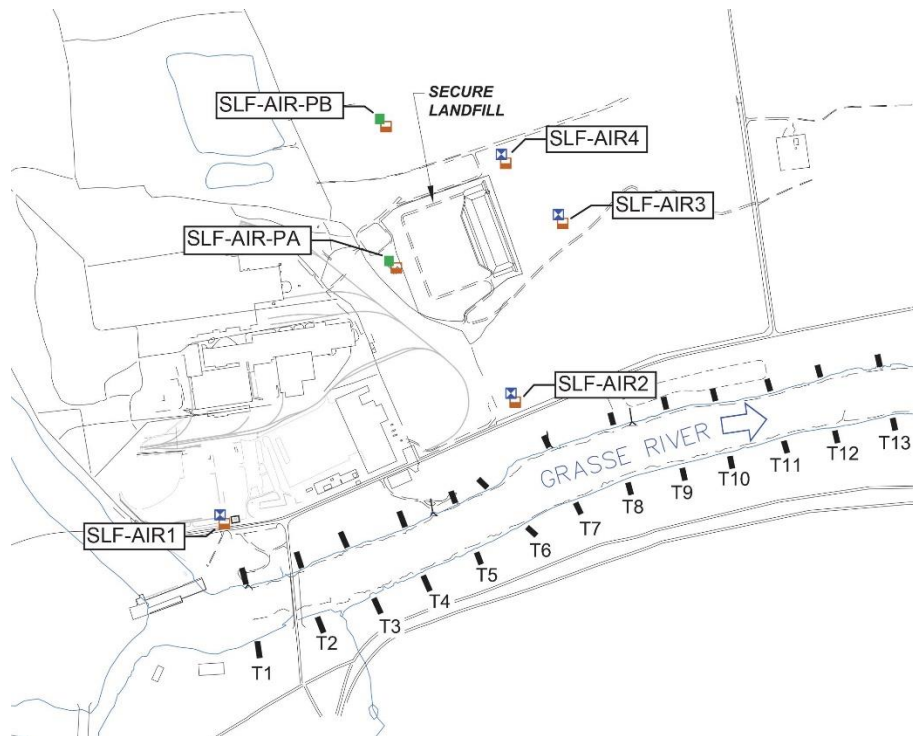 SLF-AIR-PB
SECURE
LANDFILL
SLF-AIR4
SLF-AIR3
SLF-AIR-PA
SLF-AIR2
GRASSE RIVER
SLF-AIR1
T1
T2
T3
T4
T5
T6
T7
T8
T9
T10
T11
T12
T13